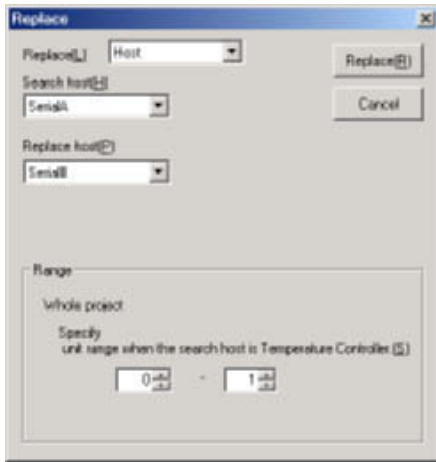 Replace
Replace(L) Host Replace(R)
Search host(H)
SerialA Cancel
Replace host(P)
SerialB
Range
Whole project
Specify
unit range when the search host is Temperature Controller.(S)
0 - 1